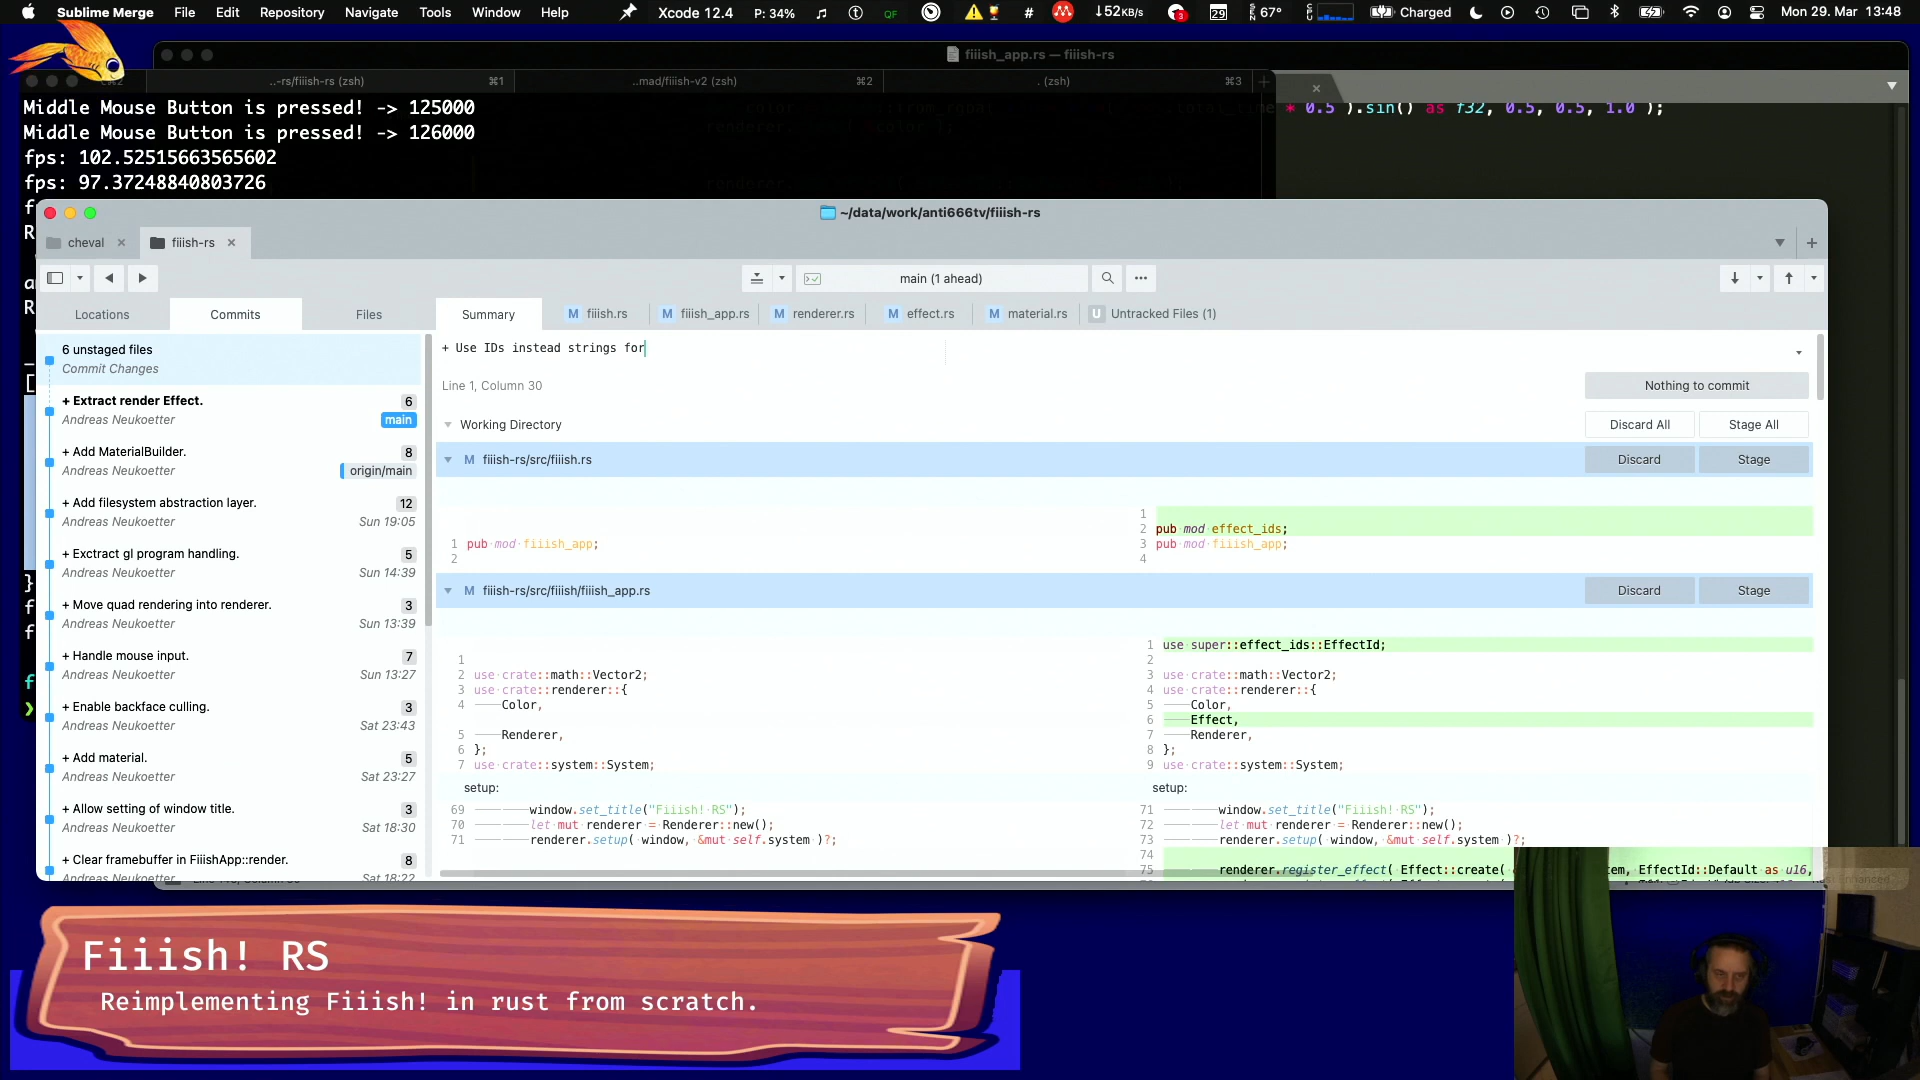 Sublime Merge File Edit Repository Navigate Tools Window Help Xcode 12.4 P: 34% QF # ↓52KB/s 3 29 67° Charged Mon 29. Mar 13:48
fiiish_app.rs — fiiish-rs
⌘2 ..-rs/fiiish-rs (zsh) ⌘1 ..mad/fiiish-v2 (zsh) ⌘2 . (zsh) ⌘3
Middle Mouse Button is pressed! -> 125000
* 0.5 ).sin() as f32, 0.5, 0.5, 1.0 );
Middle Mouse Button is pressed! -> 126000
fps: 102.52515663565602
fps: 97.37248840803726
~/data/work/anti666tv/fiiish-rs
cheval
fiiish-rs
main (1 ahead)
Locations Commits Files
Summary M fiiish.rs M fiiish_app.rs M renderer.rs M effect.rs M material.rs U Untracked Files (1)
6 unstaged files
Commit Changes
+ Extract render Effect. 6
Andreas Neukoetter main
+ Add MaterialBuilder. 8
Andreas Neukoetter origin/main
+ Add filesystem abstraction layer. 12
Andreas Neukoetter Sun 19:05
+ Exctract gl program handling. 5
Andreas Neukoetter Sun 14:39
+ Move quad rendering into renderer. 3
Andreas Neukoetter Sun 13:39
+ Handle mouse input. 7
Andreas Neukoetter Sun 13:27
+ Enable backface culling. 3
Andreas Neukoetter Sat 23:43
+ Add material. 5
Andreas Neukoetter Sat 23:27
+ Allow setting of window title. 3
Andreas Neukoetter Sat 18:30
+ Clear framebuffer in FiiishApp::render. 8
Andreas Neukoetter Sat 18:22
+ Use IDs instead strings for
Line 1, Column 30
Nothing to commit
Working Directory
Discard All Stage All
M fiiish-rs/src/fiiish.rs
Discard Stage
1
2 pub mod effect_ids;
1 pub mod fiiish_app;
3 pub mod fiiish_app;
2
4
M fiiish-rs/src/fiiish/fiiish_app.rs
Discard Stage
1 use super::effect_ids::EffectId;
1
2
2 use crate::math::Vector2;
3 use crate::math::Vector2;
3 use crate::renderer::{
4 use crate::renderer::{
4 Color,
5 Color,
6 Effect,
5 Renderer,
7 Renderer,
6 };
8 };
7 use crate::system::System;
9 use crate::system::System;
setup:
setup:
69 window.set_title("Fiiish! RS");
71 window.set_title("Fiiish! RS");
70 let mut renderer = Renderer::new();
72 let mut renderer = Renderer::new();
71 renderer.setup( window, &mut self.system )?;
73 renderer.setup( window, &mut self.system )?;
74
75 renderer.register_effect( Effect::create( tem, EffectId::Default as u16,
Fiiish! RS
Reimplementing Fiiish! in rust from scratch.